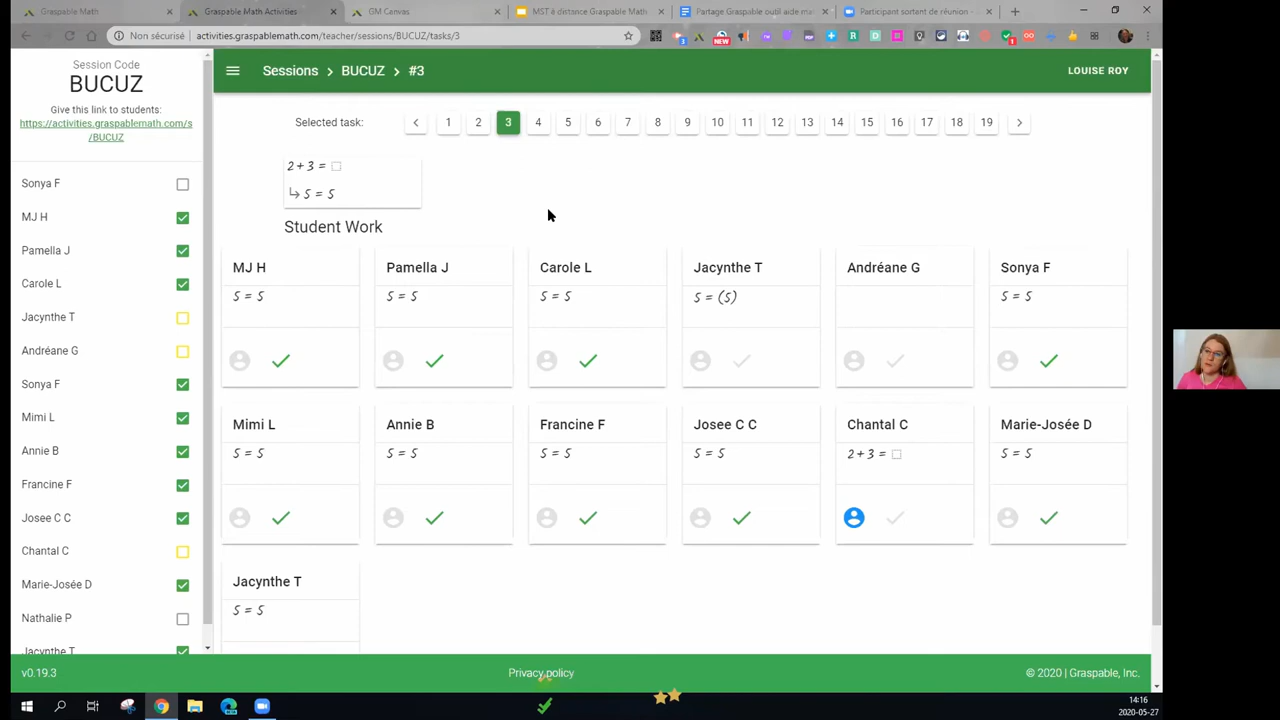 Graspable Math
Graspable Math Activities
GM Canvas
MST à distance Graspable Math
Partage Graspable outil aide ma
Participant sortant de réunion -
Non sécurisé
activities.graspablemath.com/teacher/sessions/BUCUZ/tasks/3
NEW
Session Code
BUCUZ
Give this link to students:
https://activities.graspablemath.com/s
/BUCUZ
Sonya F
MJ H
Pamella J
Carole L
Jacynthe T
Andréane G
Sonya F
Mimi L
Annie B
Francine F
Josee C C
Chantal C
Marie-Josée D
Nathalie P
Jacynthe T
v0.19.3
Sessions > BUCUZ > #3
LOUISE ROY
Selected task: < 1 2 3 4 5 6 7 8 9 10 11 12 13 14 15 16 17 18 19 >
2 + 3 = □
↳ 5 = 5
Student Work
MJ H
5 = 5
Pamella J
5 = 5
Carole L
5 = 5
Jacynthe T
5 = (5)
Andréane G
Sonya F
5 = 5
Mimi L
5 = 5
Annie B
5 = 5
Francine F
5 = 5
Josee C C
5 = 5
Chantal C
2 + 3 = □
Marie-Josée D
5 = 5
Jacynthe T
5 = 5
Privacy policy
© 2020 | Graspable, Inc.
14:16
2020-05-27